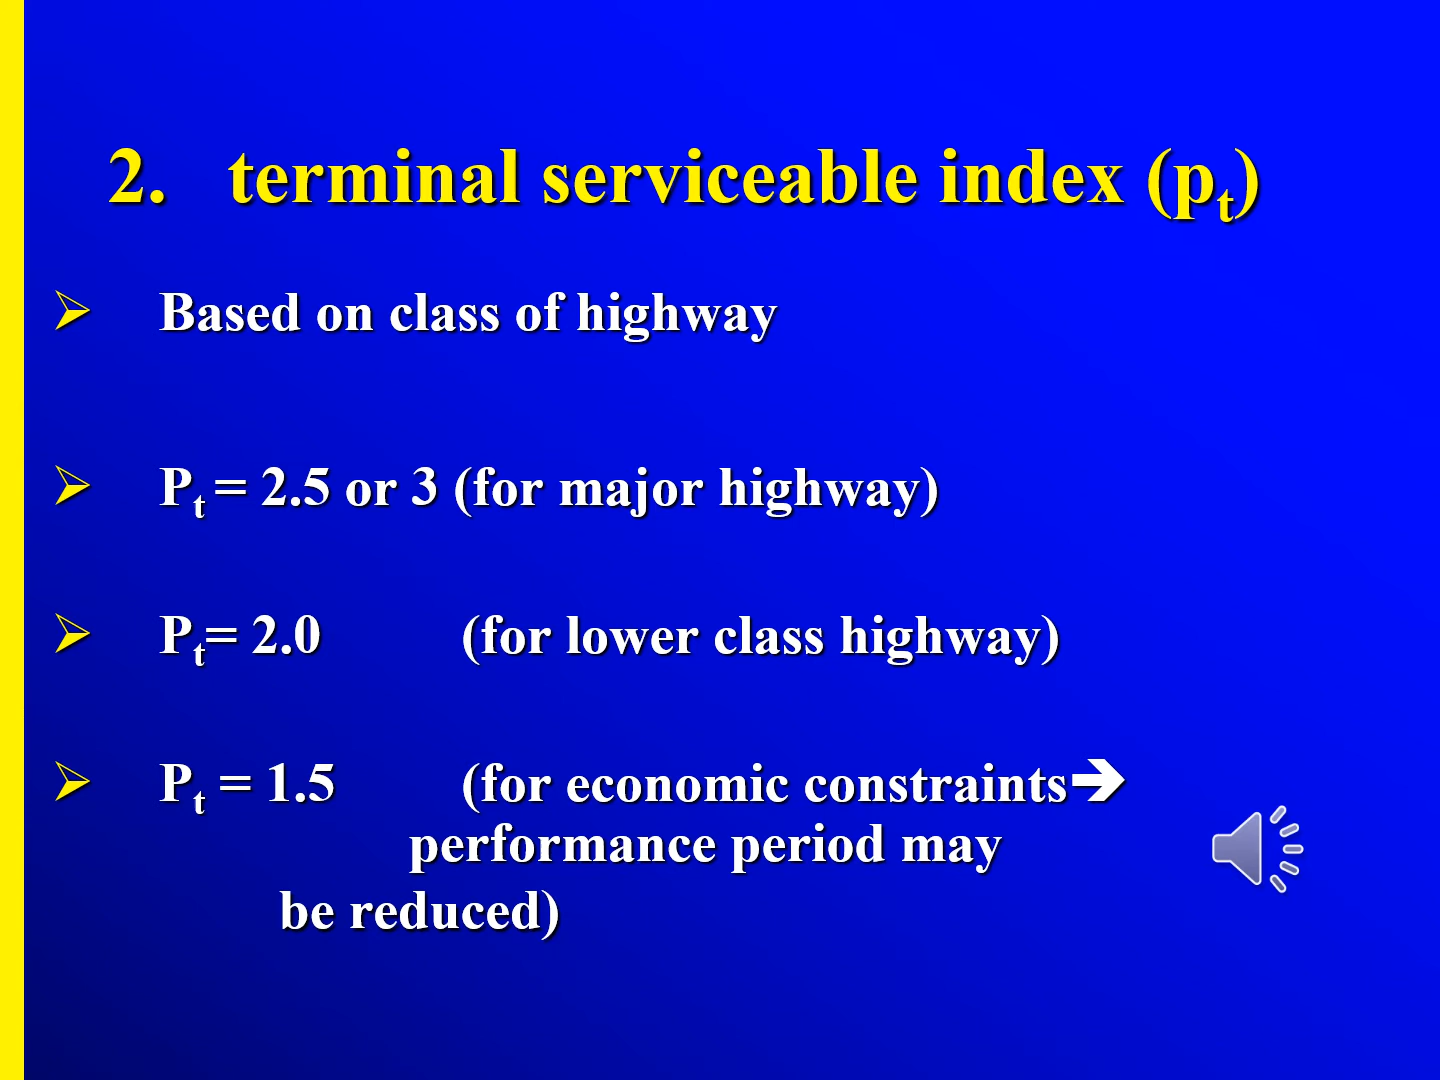 2. terminal serviceable index (pt)
➢ Based on class of highway
➢ Pt = 2.5 or 3 (for major highway)
➢ Pt= 2.0 (for lower class highway)
➢ Pt = 1.5 (for economic constraints➔
performance period may
be reduced)